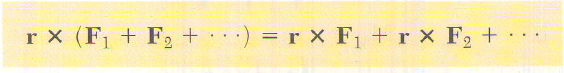 r × (F₁ + F₂ + ···) = r × F₁ + r × F₂ + ···